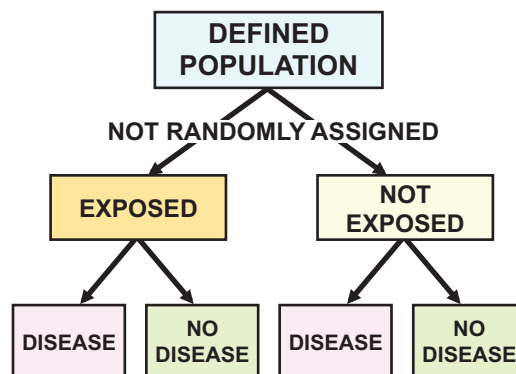 DEFINED
POPULATION
NOT RANDOMLY ASSIGNED
EXPOSED
NOT
EXPOSED
DISEASE
NO
DISEASE
DISEASE
NO
DISEASE